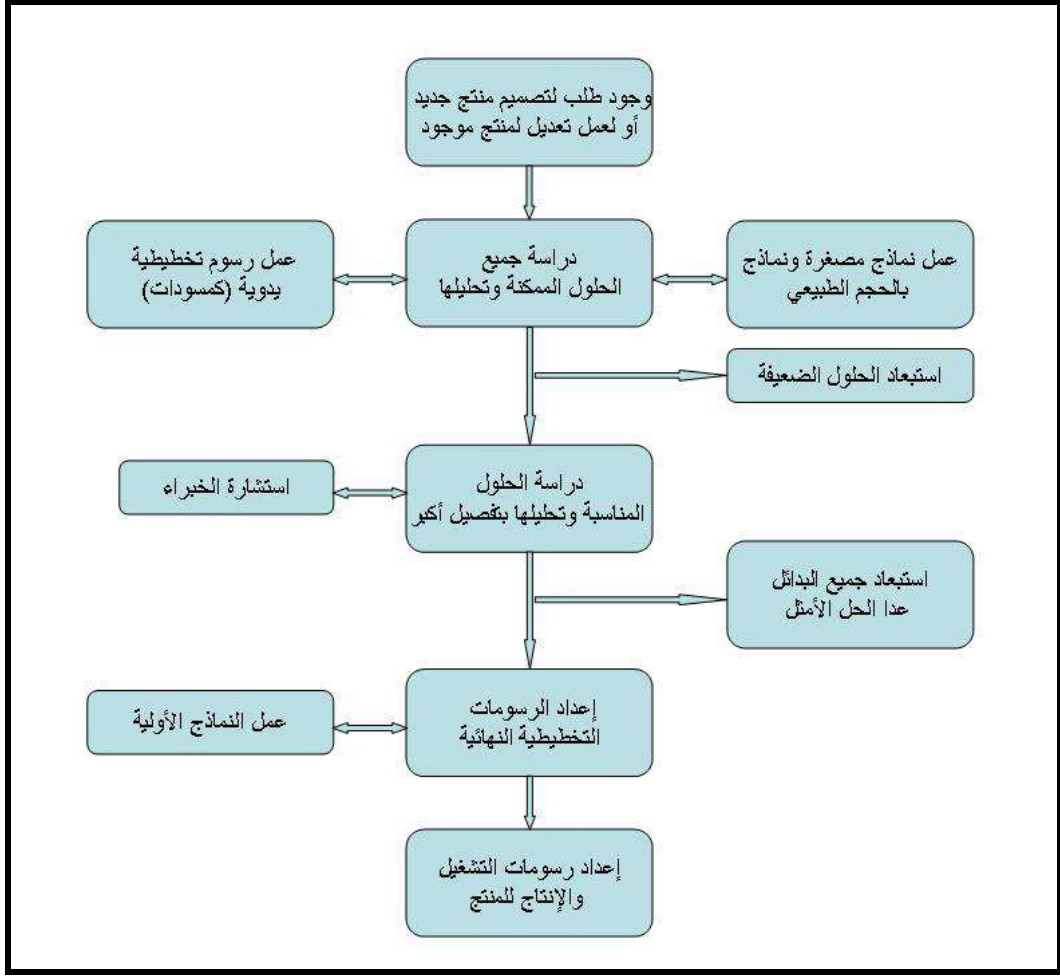 وجود طلب لتصميم منتج جديد
أو لعمل تعديل لمنتج موجود
عمل نماذج مصغرة ونماذج
بالحجم الطبيعي
دراسة جميع
الحلول الممكنة وتحليلها
عمل رسوم تخطيطية
يدوية (كمسودات)
استبعاد الحلول الضعيفة
دراسة الحلول
المناسبة وتحليلها بتفصيل أكبر
استشارة الخبراء
استبعاد جميع البدائل
عدا الحل الأمثل
إعداد الرسومات
التخطيطية النهائية
عمل النماذج الأولية
إعداد رسومات التشغيل
والإنتاج للمنتج